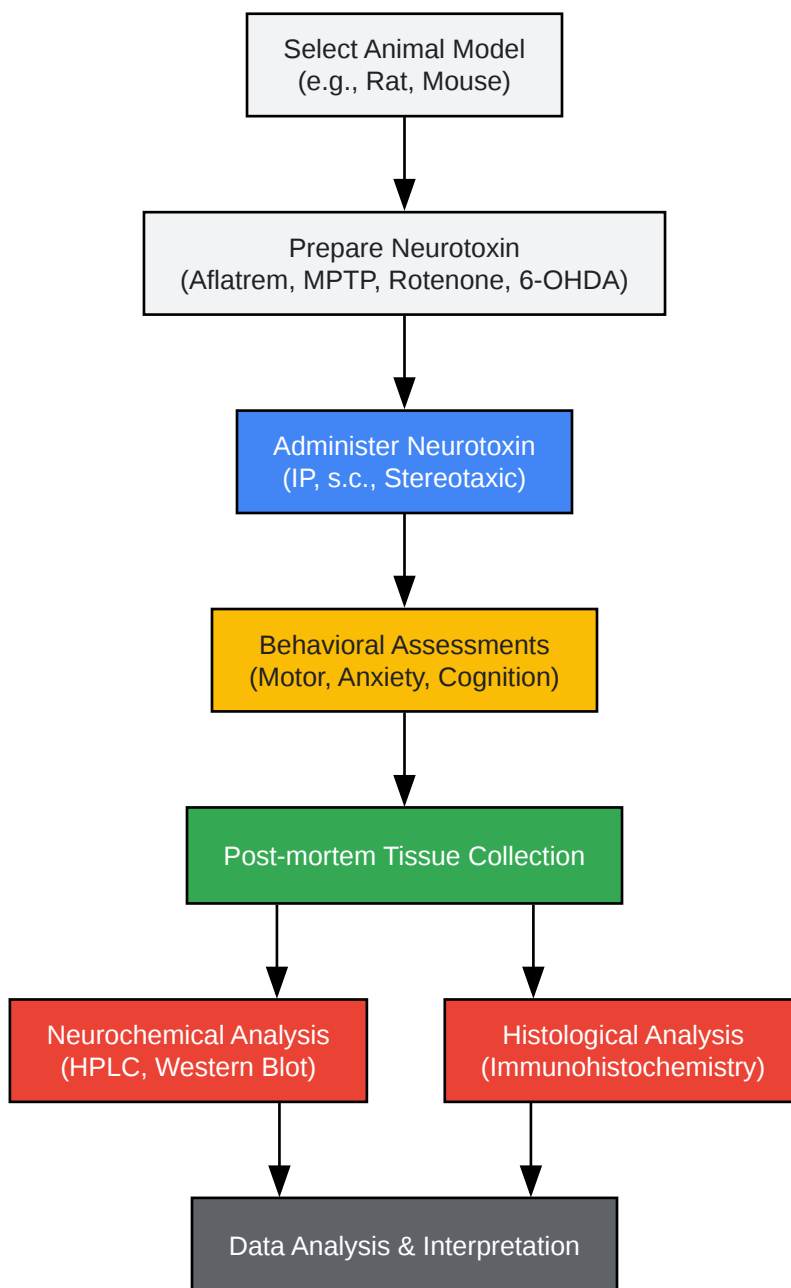 Select Animal Model
(e.g., Rat, Mouse)
Prepare Neurotoxin
(Aflatrem, MPTP, Rotenone, 6-OHDA)
Administer Neurotoxin
(IP, s.c., Stereotaxic)
Behavioral Assessments
(Motor, Anxiety, Cognition)
Post-mortem Tissue Collection
Neurochemical Analysis
(HPLC, Western Blot)
Histological Analysis
(Immunohistochemistry)
Data Analysis & Interpretation